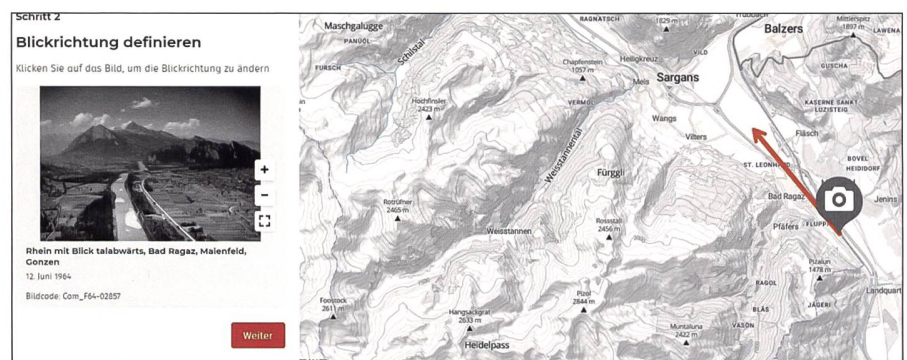 Schritt 2
Blickrichtung definieren
Klicken Sie auf das Bild, um die Blickrichtung zu ändern
+
−
Rhein mit Blick talabwärts, Bad Ragaz, Maienfeld,
Gonzen
12. Juni 1964
Bildcode: Com_F64-02857
Weiter
Maschgalugge
PANÜÖL
FURSCH
Schilstal
RAGNATSCH
1829 m
Balzers
Mittlerspitz
1897 m
LAWENA
VILD
Heiligkreuz
GUSCHA
Chapfenstein
1057 m
Mels
Sargans
Hochfinsler
2423 m
VERMOL
KASERNE SANKT
LUZISTEIG
Wangs
Vilters
Fläsch
Weisstannental
ST. LEONHARD
BOVEL
HEIDIDORF
Fürggli
Bad Ragaz
Jenins
Rotrüfner
2465 m
Rossstall
2456 m
Pfäfers
Weisstannen
Pizalun
1478 m
RAGOL
Landquart
Foostock
2611 m
Pizol
2844 m
JÄGERI
Hangsackgrat
2633 m
BLÄS
VASÖN
Muntaluna
2422 m
Heidelpass